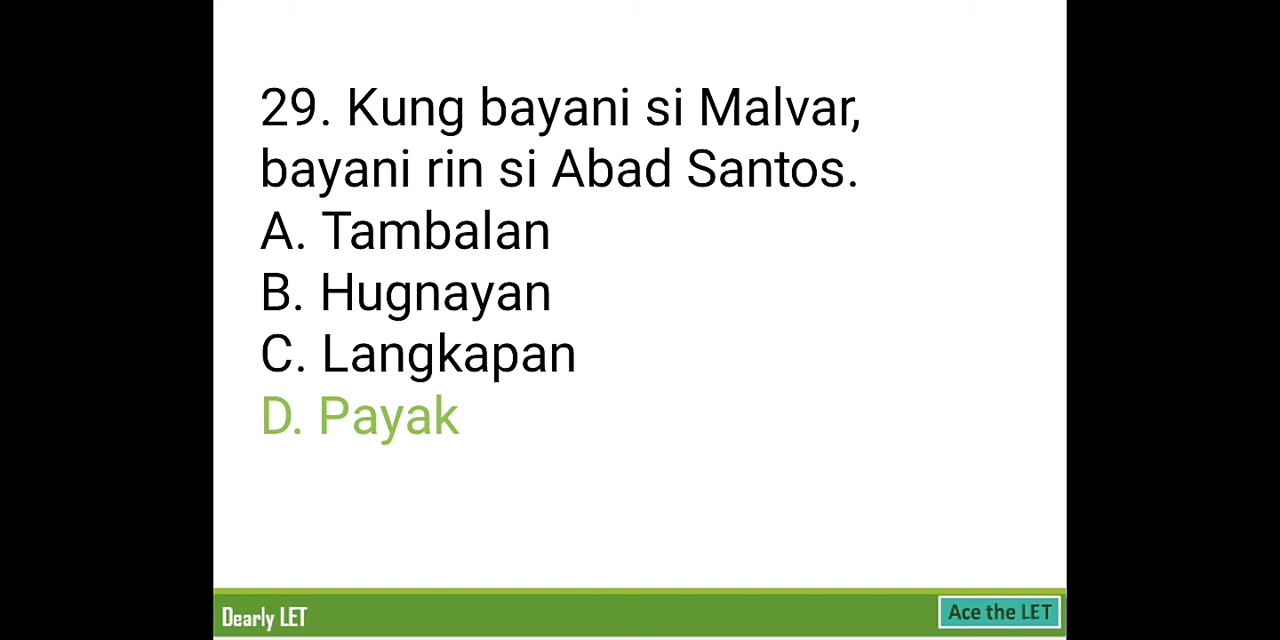 29. Kung bayani si Malvar,
bayani rin si Abad Santos.
A. Tambalan
B. Hugnayan
C. Langkapan
D. Payak
Dearly LET
Ace the LET